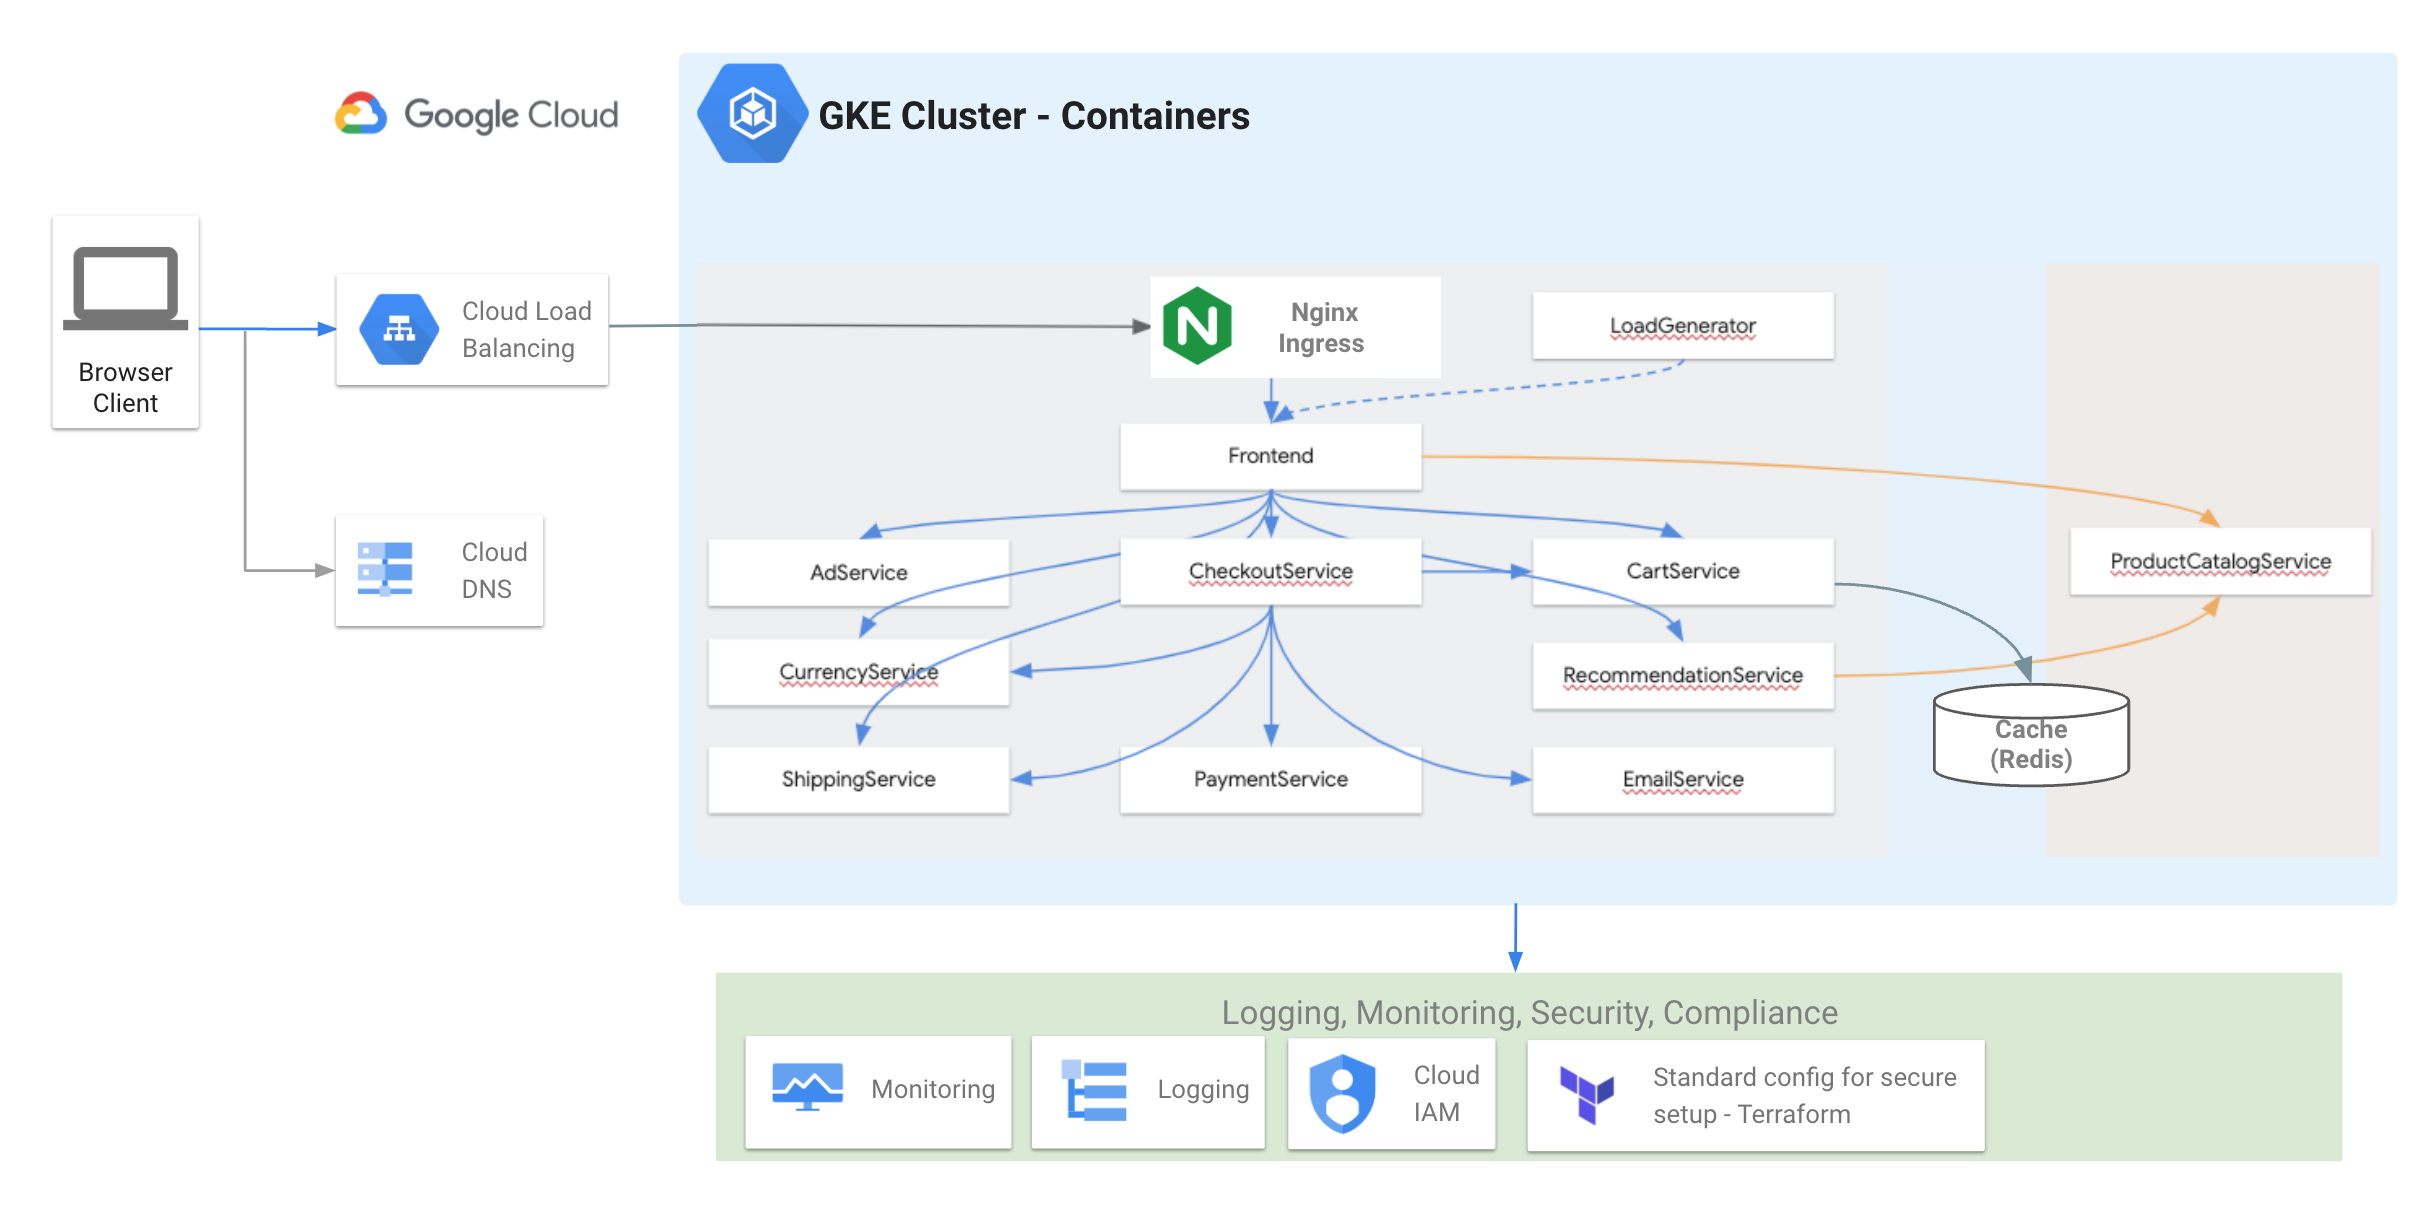 Google Cloud
GKE Cluster - Containers
Browser
Client
Cloud Load
Balancing
Cloud
DNS
Nginx
Ingress
LoadGenerator
Frontend
AdService
CheckoutService
CartService
ProductCatalogService
CurrencyService
RecommendationService
ShippingService
PaymentService
EmailService
Cache
(Redis)
Logging, Monitoring, Security, Compliance
Monitoring
Logging
Cloud
IAM
Standard config for secure
setup - Terraform